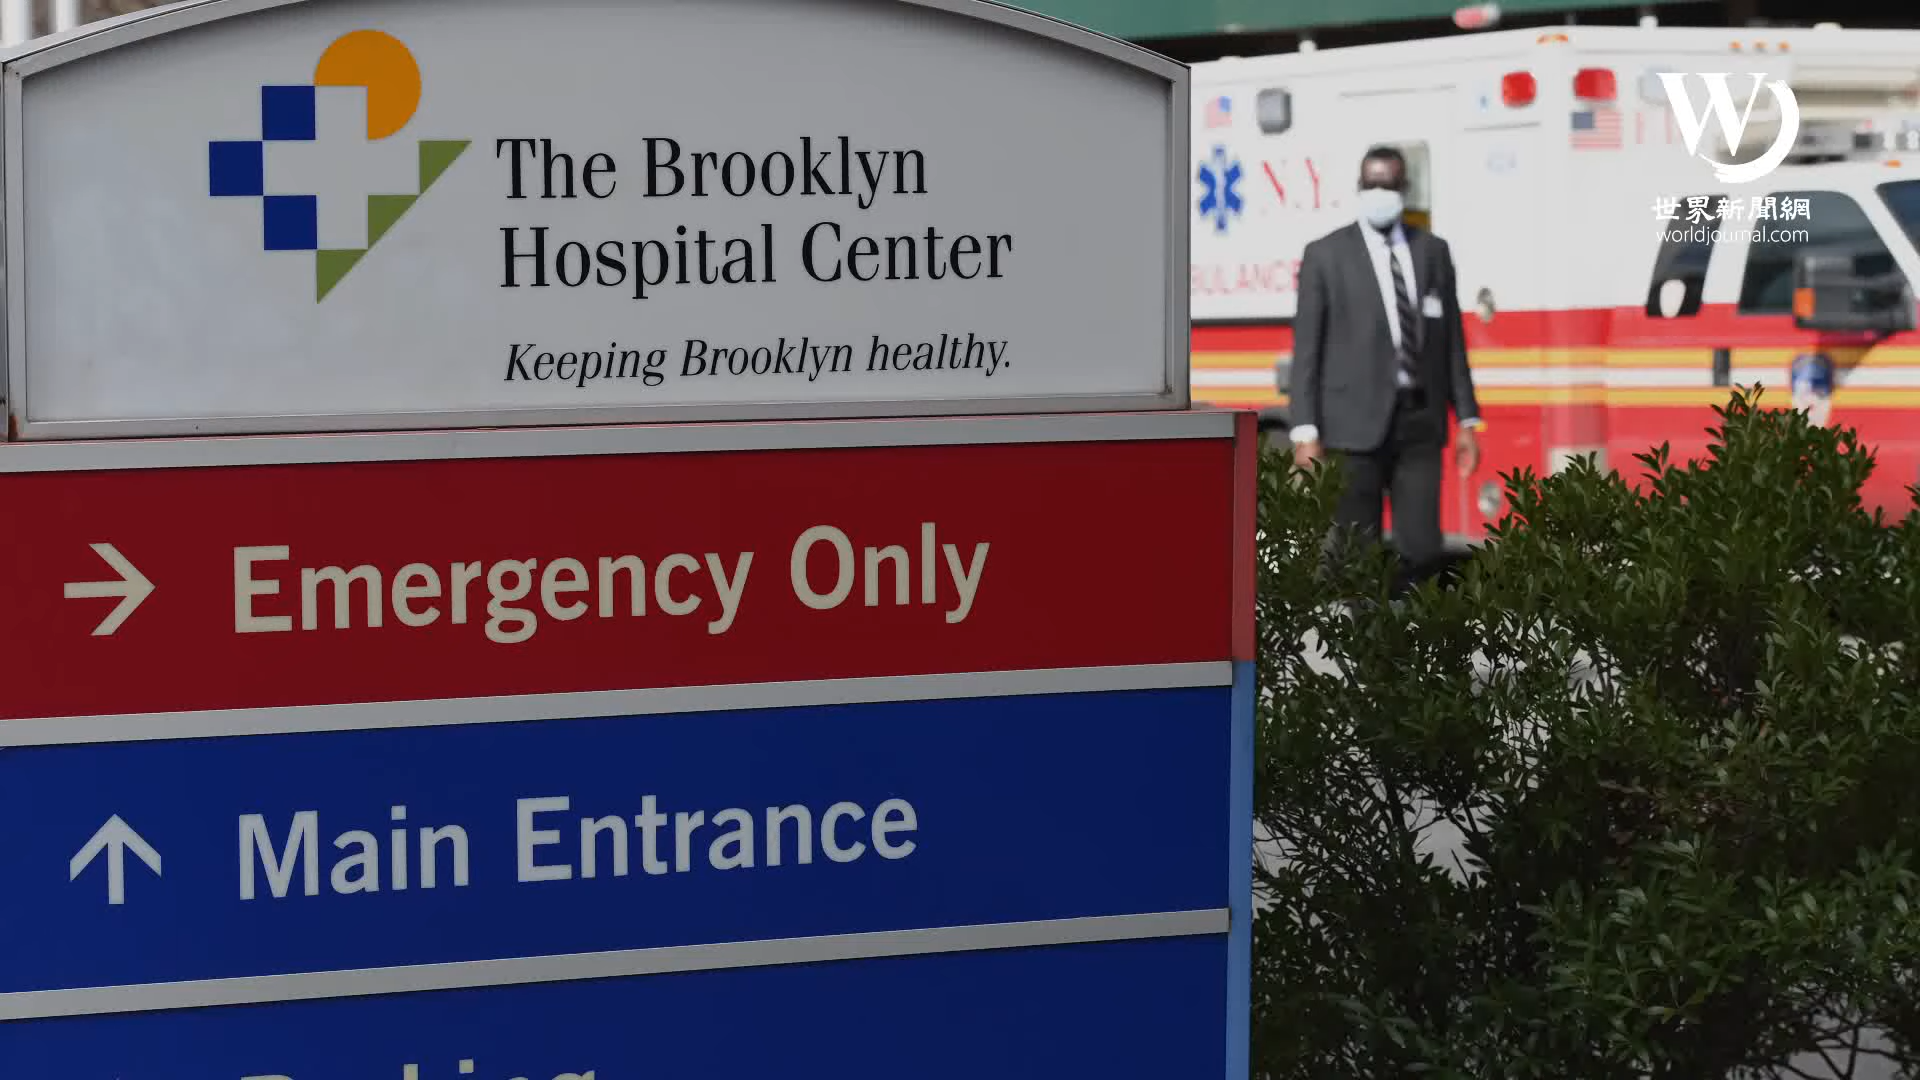 The Brooklyn
Hospital Center
Keeping Brooklyn healthy.
→ Emergency Only
↑ Main Entrance
N.Y.
世界新聞網
worldjournal.com